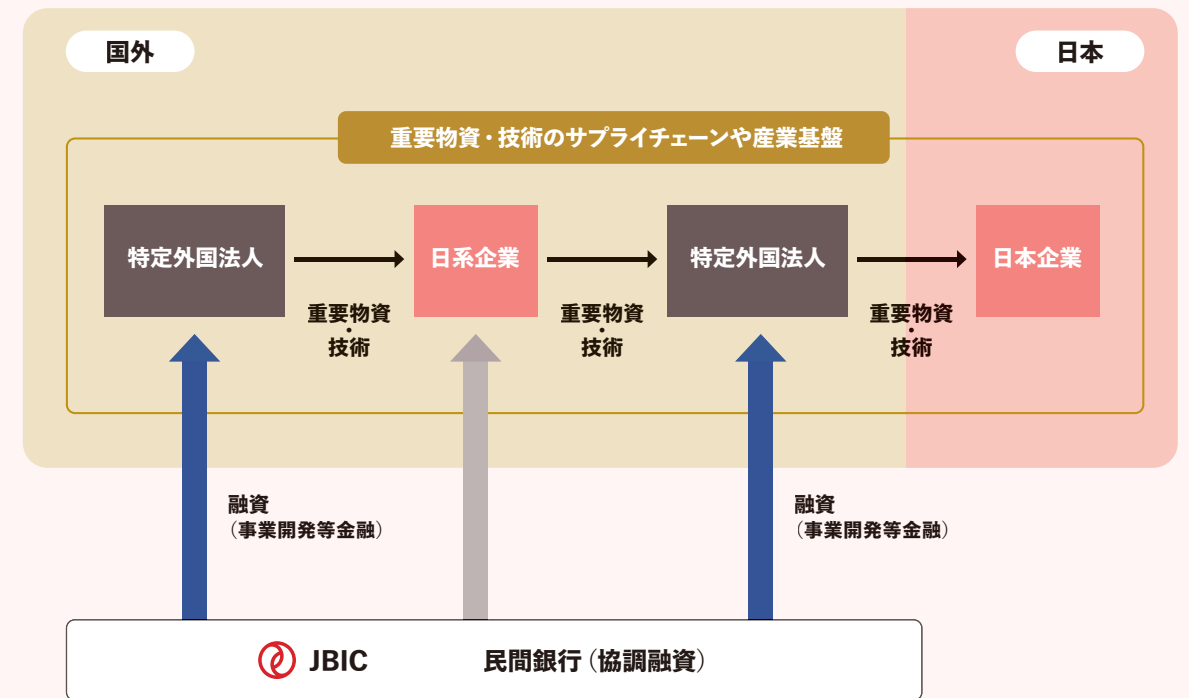 国外
日本
重要物資・技術のサプライチェーンや産業基盤
特定外国法人
日系企業
特定外国法人
日本企業
重要物資
・
技術
重要物資
・
技術
重要物資
・
技術
融資
（事業開発等金融）
融資
（事業開発等金融）
JBIC
民間銀行（協調融資）